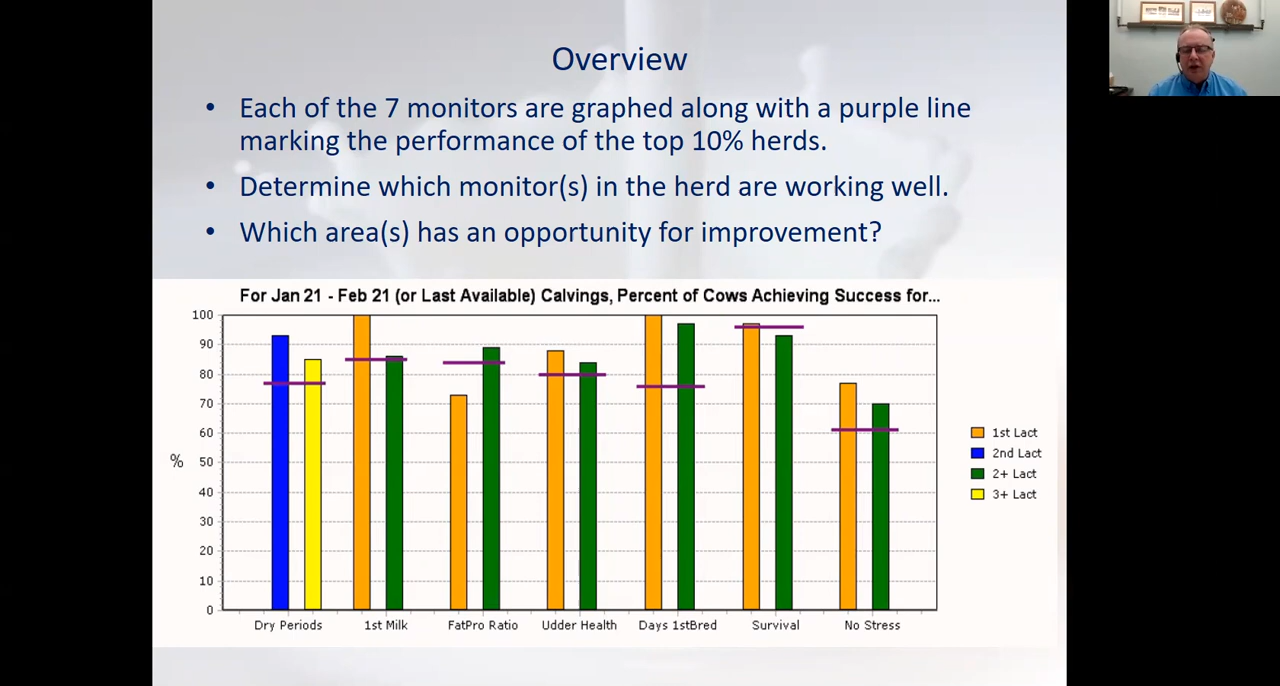 Overview
• Each of the 7 monitors are graphed along with a purple line
marking the performance of the top 10% herds.
• Determine which monitor(s) in the herd are working well.
• Which area(s) has an opportunity for improvement?
For Jan 21 - Feb 21 (or Last Available) Calvings, Percent of Cows Achieving Success for...
100
90
80
70
60
50
40
30
20
10
0
%
Dry Periods
1st Milk
FatPro Ratio
Udder Health
Days 1stBred
Survival
No Stress
1st Lact
2nd Lact
2+ Lact
3+ Lact